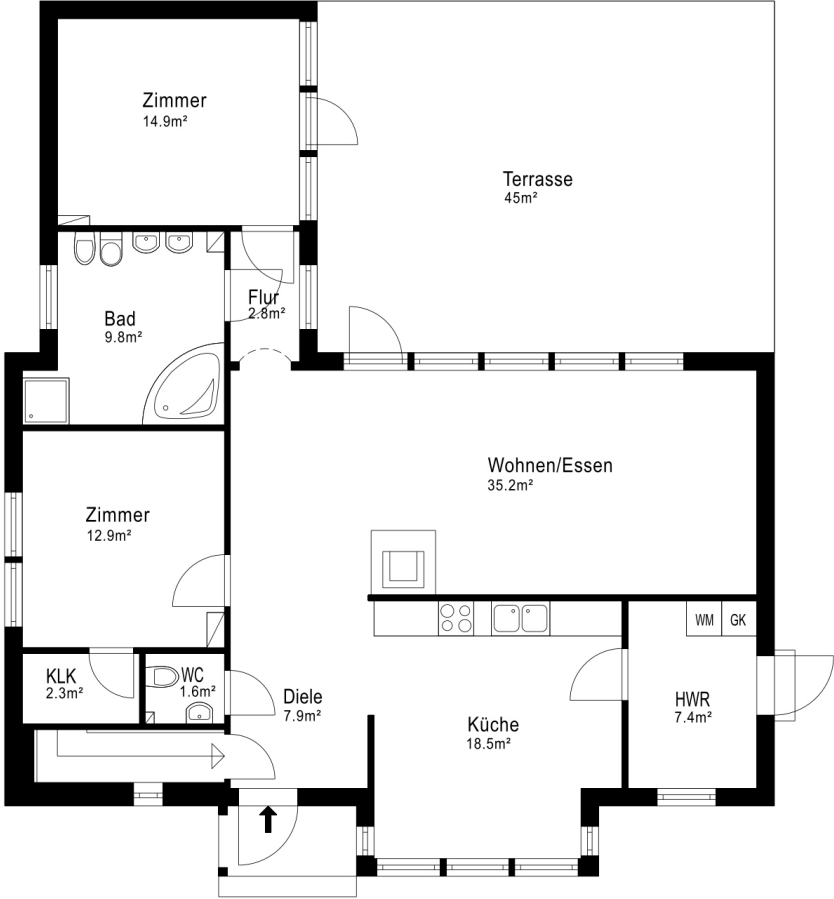 Zimmer
14.9m²
Terrasse
45m²
Flur
2.8m²
Bad
9.8m²
Wohnen/Essen
35.2m²
Zimmer
12.9m²
WM
GK
KLK
2.3m²
WC
1.6m²
Diele
7.9m²
HWR
7.4m²
Küche
18.5m²